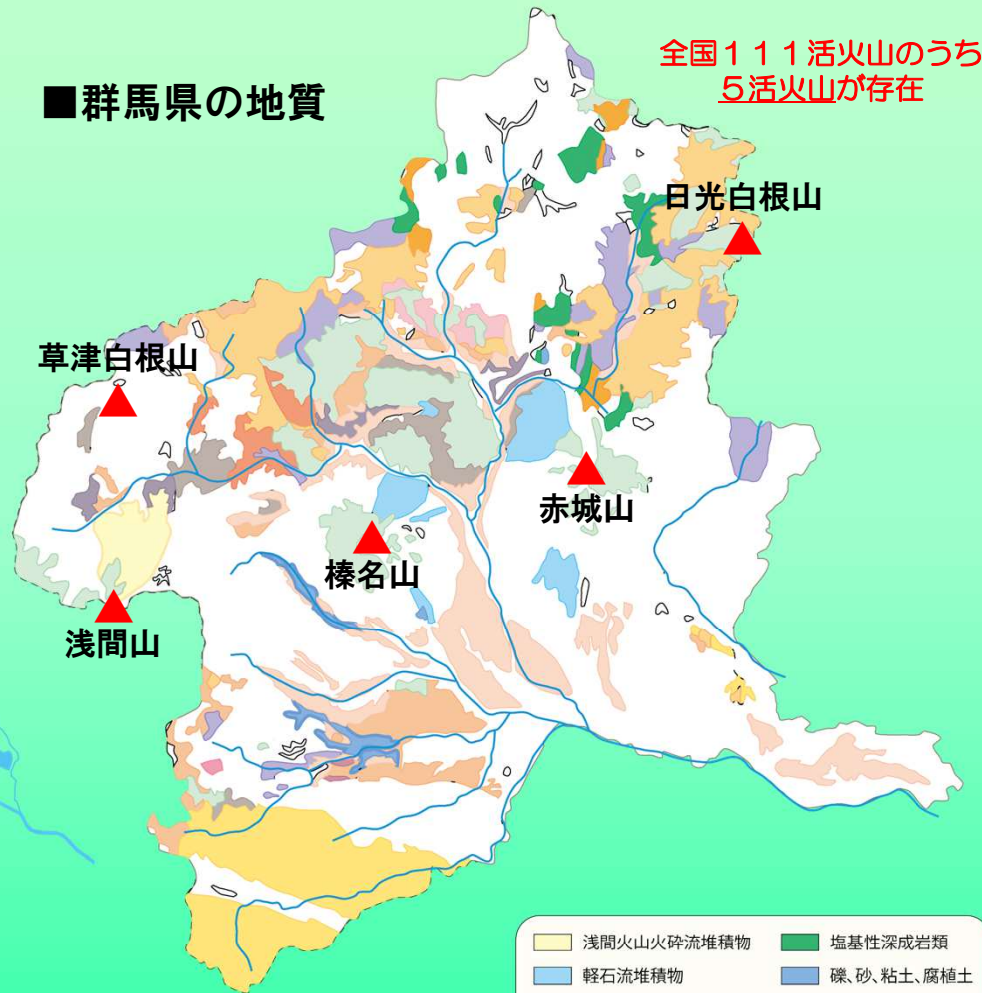 全国１１１活火山のうち
５活火山が存在
■群馬県の地質
日光白根山
草津白根山
赤城山
榛名山
浅間山
浅間火山火砕流堆積物
塩基性深成岩類
軽石流堆積物
礫、砂、粘土、腐植土